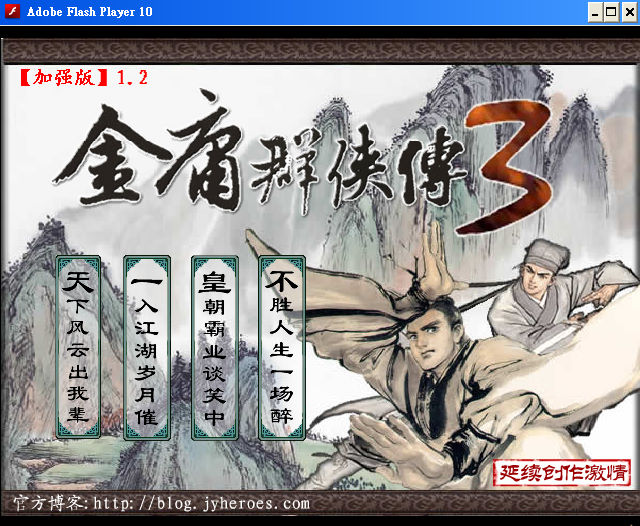 Adobe Flash Player 10
【加强版】1.2
金庸群俠傳3
天下风云出我辈
一入江湖岁月催
皇朝霸业谈笑中
不胜人生一场醉
延续创作激情
官方博客:http://blog.jyheroes.com